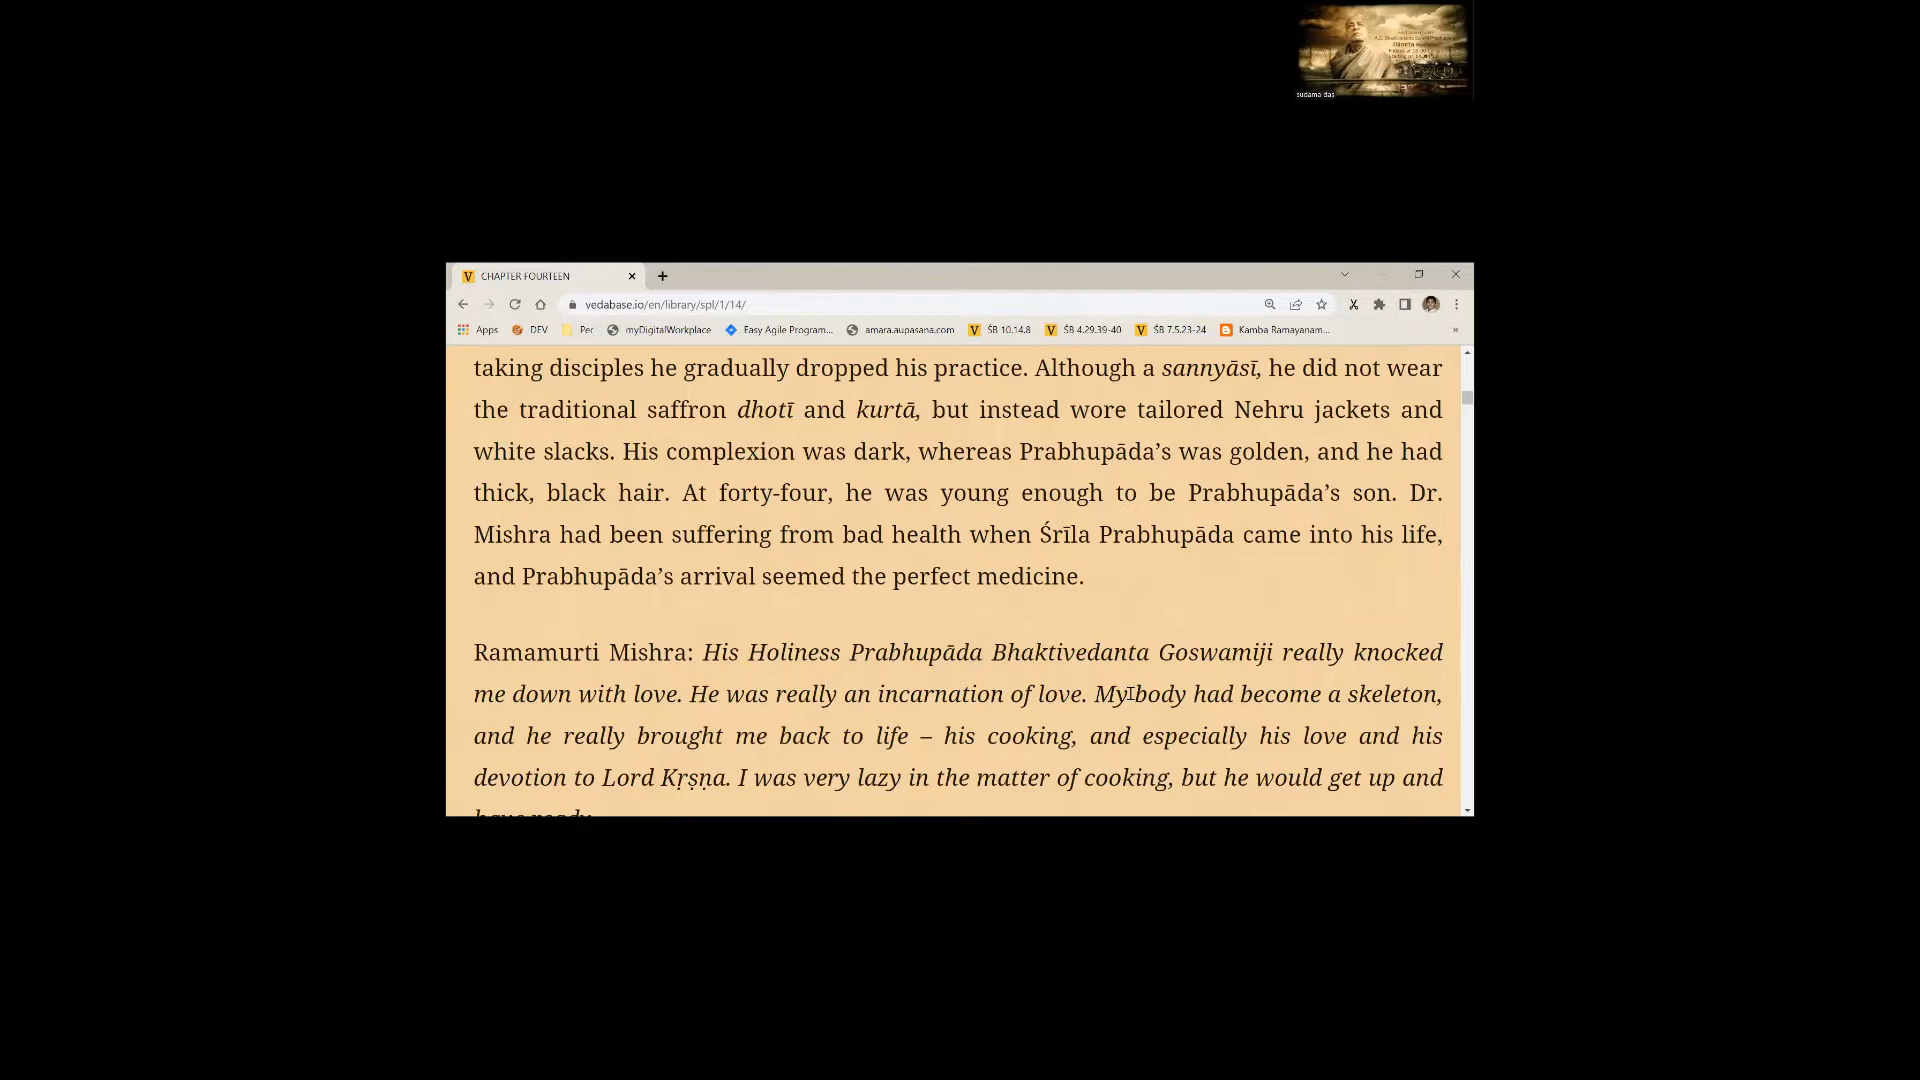 sudama das
CHAPTER FOURTEEN
vedabase.io/en/library/spl/1/14/
Apps DEV Per myDigitalWorkplace Easy Agile Program... amara.aupasana.com ŚB 10.14.8 ŚB 4.29.39-40 ŚB 7.5.23-24 Kamba Ramayanam... »
taking disciples he gradually dropped his practice. Although a sannyāsī, he did not wear
the traditional saffron dhotī and kurtā, but instead wore tailored Nehru jackets and
white slacks. His complexion was dark, whereas Prabhupāda’s was golden, and he had
thick, black hair. At forty-four, he was young enough to be Prabhupāda’s son. Dr.
Mishra had been suffering from bad health when Śrīla Prabhupāda came into his life,
and Prabhupāda’s arrival seemed the perfect medicine.
Ramamurti Mishra: His Holiness Prabhupāda Bhaktivedanta Goswamiji really knocked
me down with love. He was really an incarnation of love. My body had become a skeleton,
and he really brought me back to life – his cooking, and especially his love and his
devotion to Lord Kṛṣṇa. I was very lazy in the matter of cooking, but he would get up and
have ready